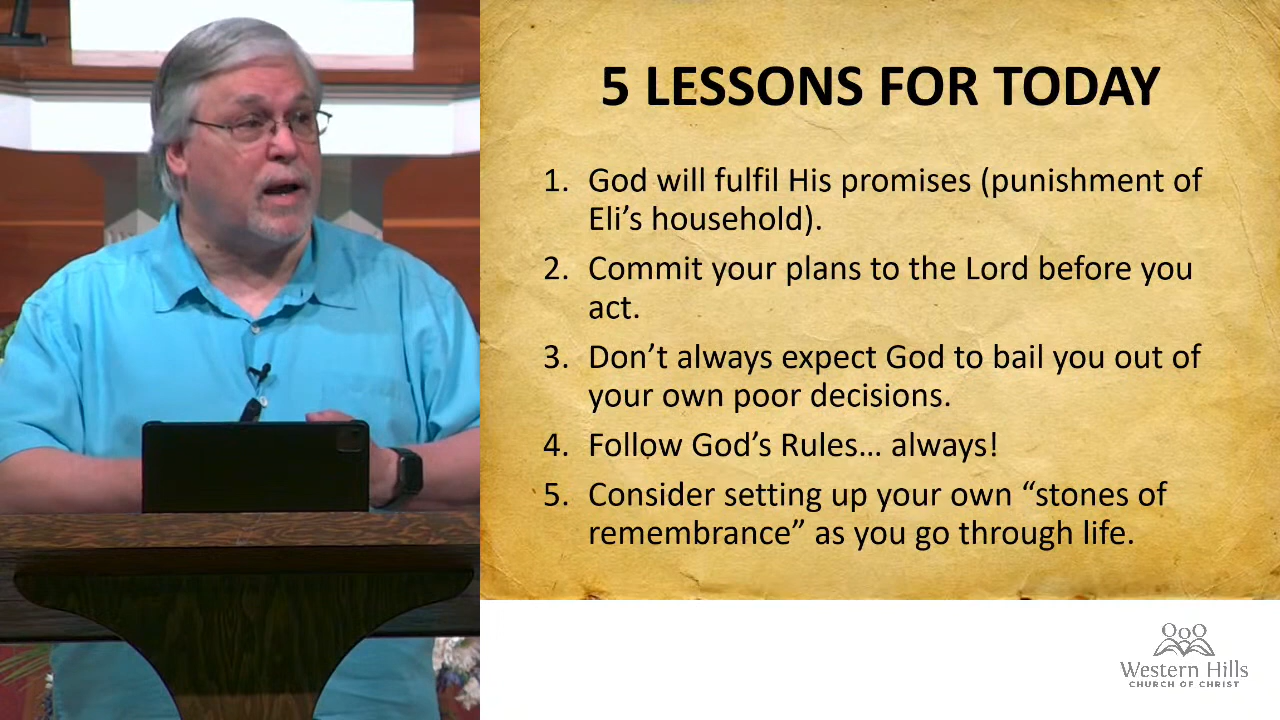 5 LESSONS FOR TODAY
1. God will fulfil His promises (punishment of
Eli’s household).
2. Commit your plans to the Lord before you
act.
3. Don’t always expect God to bail you out of
your own poor decisions.
4. Follow God’s Rules… always!
5. Consider setting up your own “stones of
remembrance” as you go through life.
Western Hills
CHURCH OF CHRIST